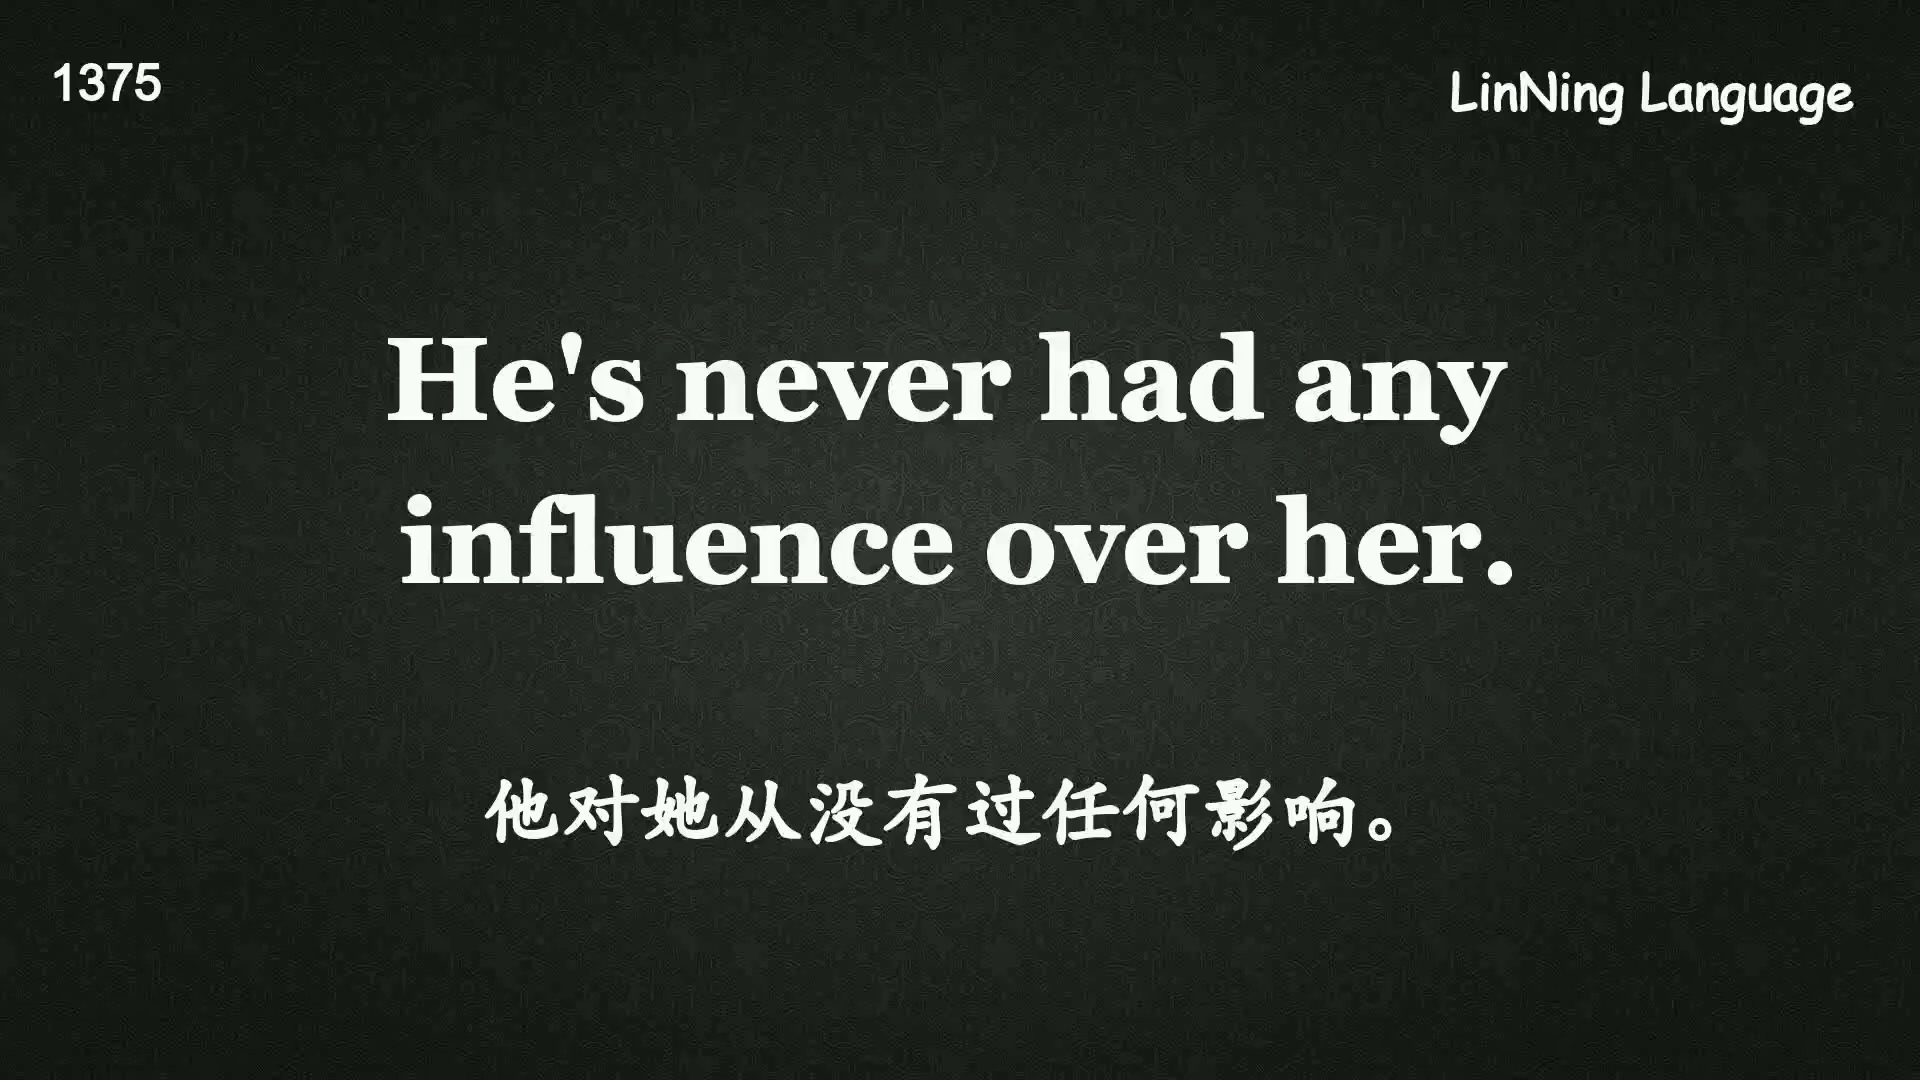 1375
LinNing Language
He's never had any
influence over her.
他对她从没有过任何影响。